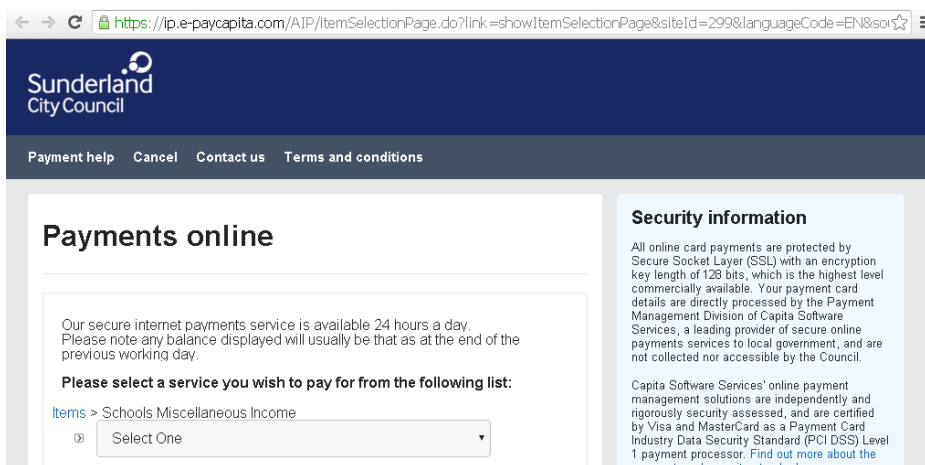 https://ip.e-paycapita.com/AIP/itemSelectionPage.do?link=showItemSelectionPage&siteId=299&languageCode=EN&sou
Sunderland
City Council
Payment help Cancel Contact us Terms and conditions
Payments online
Our secure internet payments service is available 24 hours a day.
Please note any balance displayed will usually be that as at the end of the
previous working day.
Please select a service you wish to pay for from the following list:
Items > Schools Miscellaneous Income
Select One
Security information
All online card payments are protected by
Secure Socket Layer (SSL) with an encryption
key length of 128 bits, which is the highest level
commercially available. Your payment card
details are directly processed by the Payment
Management Division of Capita Software
Services, a leading provider of secure online
payments services to local government, and are
not collected nor accessible by the Council.
Capita Software Services' online payment
management solutions are independently and
rigorously security assessed, and are certified
by Visa and MasterCard as a Payment Card
Industry Data Security Standard (PCI DSS) Level
1 payment processor. Find out more about the